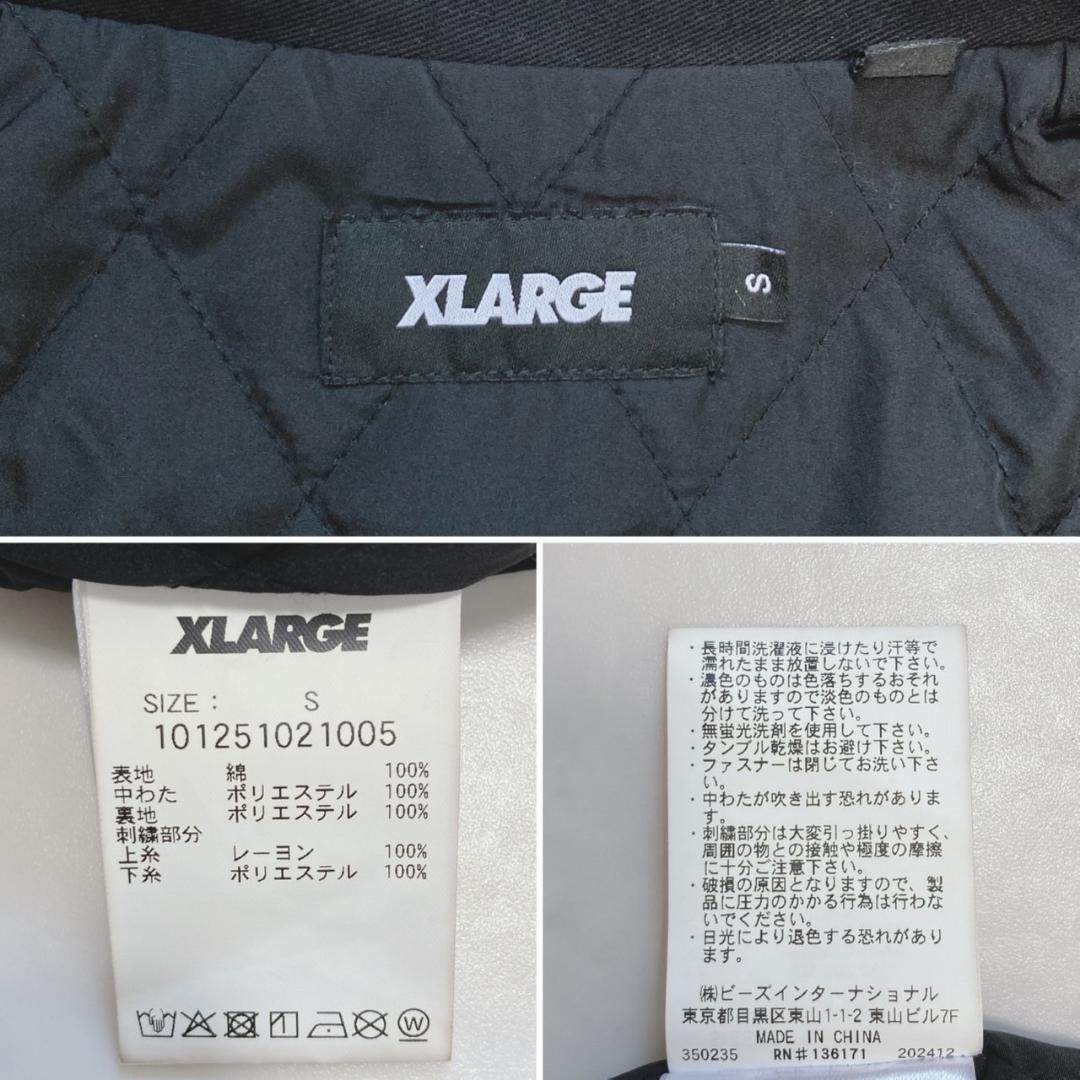 XLARGE
S
XLARGE
SIZE : S
101251021005
表地 綿 100%
中わた ポリエステル 100%
裏地 ポリエステル 100%
刺繍部分
上糸 レーヨン 100%
下糸 ポリエステル 100%
W
・長時間洗濯液に浸けたり汗等で
濡れたまま放置しないで下さい。
・濃色のものは色落ちするおそれ
がありますので淡色のものとは
分けて洗って下さい。
・無蛍光洗剤を使用して下さい。
・タンブル乾燥はお避け下さい。
・ファスナーは閉じてお洗い下さ
い。
・中わたが吹き出す恐れがありま
す。
・刺繍部分は大変引っ掛りやすく、
周囲の物との接触や極度の摩擦
に十分ご注意下さい。
・破損の原因となりますので、製
品に圧力のかかる行為は行わな
いでください。
・日光により退色する恐れがあり
ます。
㈱ビーズインターナショナル
東京都目黒区東山1-1-2 東山ビル7F
MADE IN CHINA
350235 RN#136171 202412